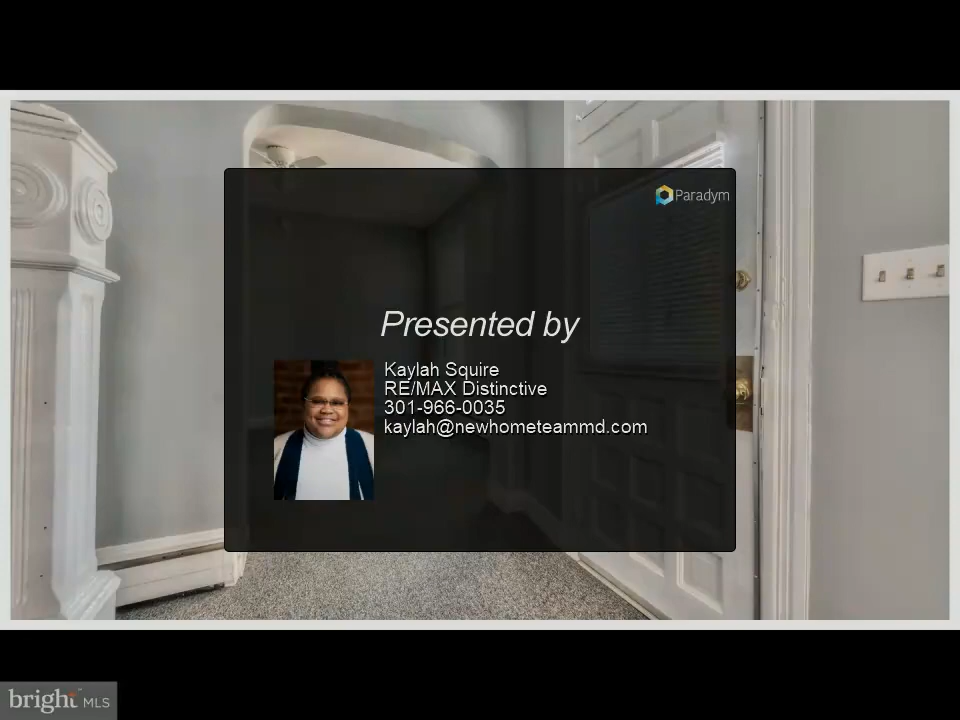 Paradym
Presented by
Kaylah Squire
RE/MAX Distinctive
301-966-0035
kaylah@newhometeammd.com
bright MLS